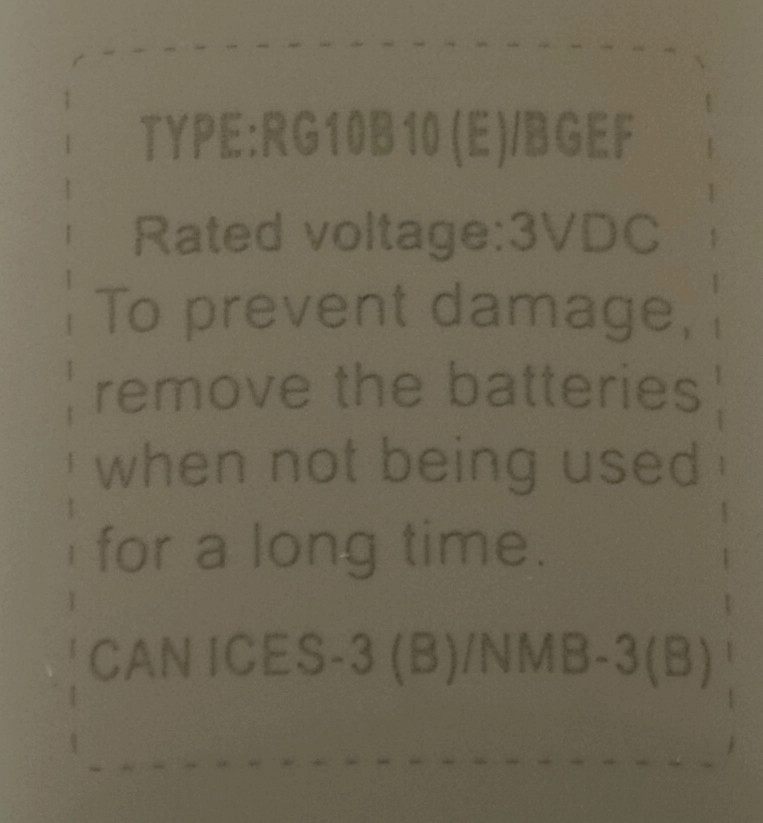 TYPE:RG10B10(E)/BGEF
Rated voltage:3VDC
To prevent damage,
remove the batteries
when not being used
for a long time.
CAN ICES-3 (B)/NMB-3(B)